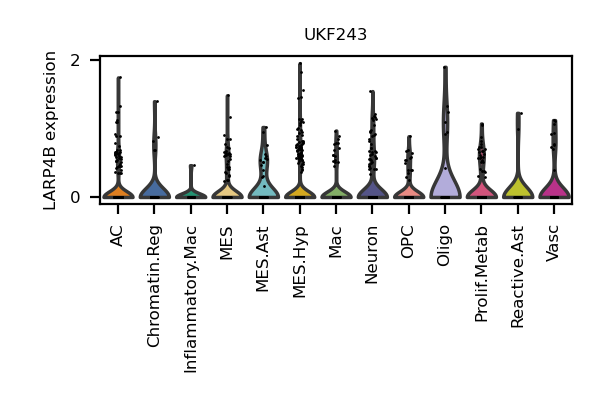 UKF243
LARP4B expression
2
0
AC
Chromatin.Reg
Inflammatory.Mac
MES
MES.Ast
MES.Hyp
Mac
Neuron
OPC
Oligo
Prolif.Metab
Reactive.Ast
Vasc